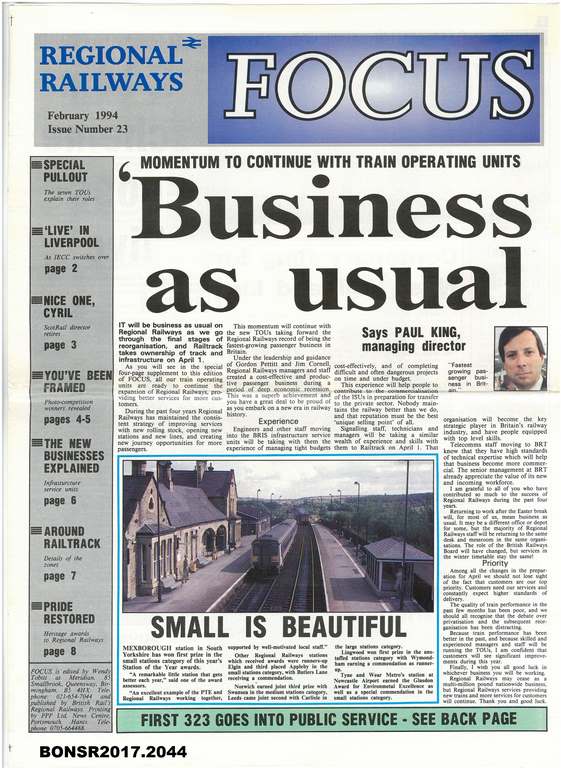 REGIONAL
RAILWAYS
FOCUS
February 1994
Issue Number 23
SPECIAL
PULLOUT
The seven TOUs
explain their roles
'LIVE' IN
LIVERPOOL
As IECC switches over
page 2
NICE ONE,
CYRIL
ScotRail director
retires
page 3
YOU'VE BEEN
FRAMED
Photo-competition
winners revealed
pages 4-5
THE NEW
BUSINESSES
EXPLAINED
Infrastructure
service units
page 6
AROUND
RAILTRACK
Details of the
zones
page 7
PRIDE
RESTORED
Heritage awards
to Regional Railways
page 8
FOCUS is edited by Wendy
Tobitt at Meridian, 85
Smallbrook, Queensway, Bir-
mingham, B5 4HX. Tele-
phone: 021-654-7044 and
published by British Rail's
Regional Railways. Printing
by PPF Ltd. News Centre,
Portsmouth, Hants. Tele-
phone 0705-664488.
MOMENTUM TO CONTINUE WITH TRAIN OPERATING UNITS
'Business
as usual
IT will be business as usual on
Regional Railways as we go
through the final stages of
reorganisation, and Railtrack
takes ownership of track and
infrastructure on April 1.
As you will see in the special
four-page supplement to this edition
of FOCUS, all our train operating
units are ready to continue the
expansion of Regional Railways, pro-
viding better services for more cus-
tomers.
During the past four years Regional
Railways has maintained the consis-
tent strategy of improving services
with new rolling stock, opening new
stations and new lines, and creating
new journey opportunities for more
passengers.
This momentum will continue with
the new TOUs taking forward the
Regional Railways record of being the
fastest-growing passenger business in
Britain.
Under the leadership and guidance
of Gordon Pettitt and Jim Cornell,
Regional Railways managers and staff
created a cost-effective and produc-
tive passenger business during a
period of deep economic recession.
This was a superb achievement and
you have a great deal to be proud of
as you embark on a new era in railway
history.
Experience
Engineers and other staff moving
into the BRIS infrastructure service
units will be taking with them the
experience of managing tight budgets
Says PAUL KING,
managing director
cost-effectively, and of completing
difficult and often dangerous projects
on time and under budget.
This experience will help people to
contribute to the commercialisation
of the ISUs in preparation for transfer
to the private sector. Nobody main-
tains the railway better than we do,
and that reputation must be the best
'unique selling point' of all.
Signalling staff, technicians and
managers will be taking a similar
wealth of experience and skills with
them to Railtrack on April 1. That
"Fastest
growing pas-
senger busi-
ness in Brit-
organisation will become the key
strategic player in Britain's railway
industry, and have people equipped
with top level skills.
Telecomms staff moving to BRT
know that they have high standards
of technical expertise which will help
that business become more commer-
cial. The senior management at BRT
already appreciate the value of its new
and incoming workforce.
I am grateful to all of you who have
contributed so much to the success of
Regional Railways during the past four
years.
Returning to work after the Easter break
will, for most of us, mean business as
usual. It may be a different office or depot
for some, but the majority of Regional
Railways staff will be returning to the same
desk and messroom in the same organi-
sations. The role of the British Railways
Board will have changed, but services in
the winter timetable stay the same!
Priority
Among all the changes in the prepar-
ation for April we should not lose sight
of the fact that customers are our top
priority. Customers need our services and
constantly expect higher standards of
delivery.
The quality of train performance in the
past few months has been poor, and we
should all recognise that the debate over
privatisation and the subsequent reor-
ganisation has been distracting.
Because train performance has been
better in the past, and because skilled and
experienced managers and staff will be
running the TOUs, I am confident that
customers will see significant improve-
ments during this year.
Finally, I wish you all good luck in
whichever business you will be working.
Regional Railways may cease as a
multi-million pound nationwide business,
but Regional Railways services providing
new trains and more services for customers
will continue. Thank you and good luck.
SMALL IS BEAUTIFUL
MEXBOROUGH station in South
Yorkshire has won first prize in the
small stations category of this year's
Station of the Year awards.
"A remarkable little station that gets
better each year," said one of the award
assessors.
"An excellent example of the PTE and
Regional Railways working together,
supported by well-motivated local staff."
Other Regional Railways stations
which received awards were runners-up
Elgin and third placed Appleby in the
small stations category, with Butlers Lane
receiving a commendation.
Norwich earned joint third prize with
Swansea in the medium stations category.
Leeds came joint second with Carlisle in
the large stations category.
Lingwood won first prize in the uns-
taffed stations category with Wymond-
ham earning a commendation as runner-
up.
Tyne and Wear Metro's station at
Newcastle Airport earned the Glasdon
Award for Environmental Excellence as
well as a special commendation in the
small stations category.
FIRST 323 GOES INTO PUBLIC SERVICE - SEE BACK PAGE
BONSR2017.2044